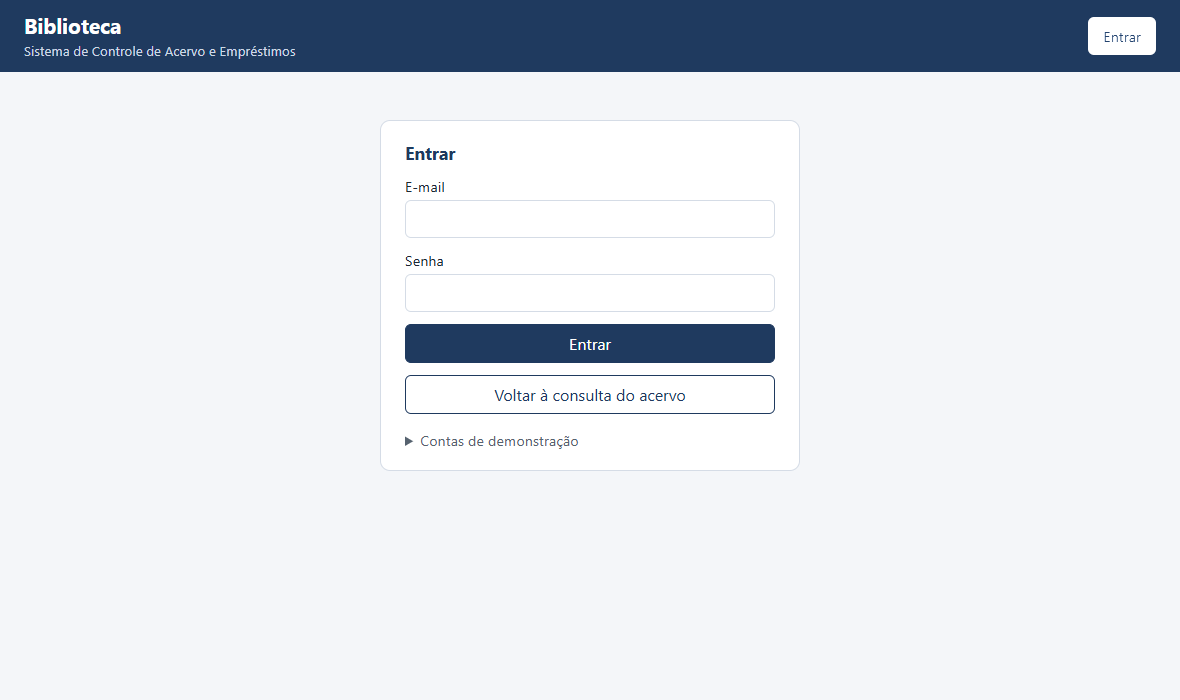 Biblioteca
Sistema de Controle de Acervo e Empréstimos
Entrar
Entrar
E-mail
Senha
Entrar
Voltar à consulta do acervo
Contas de demonstração